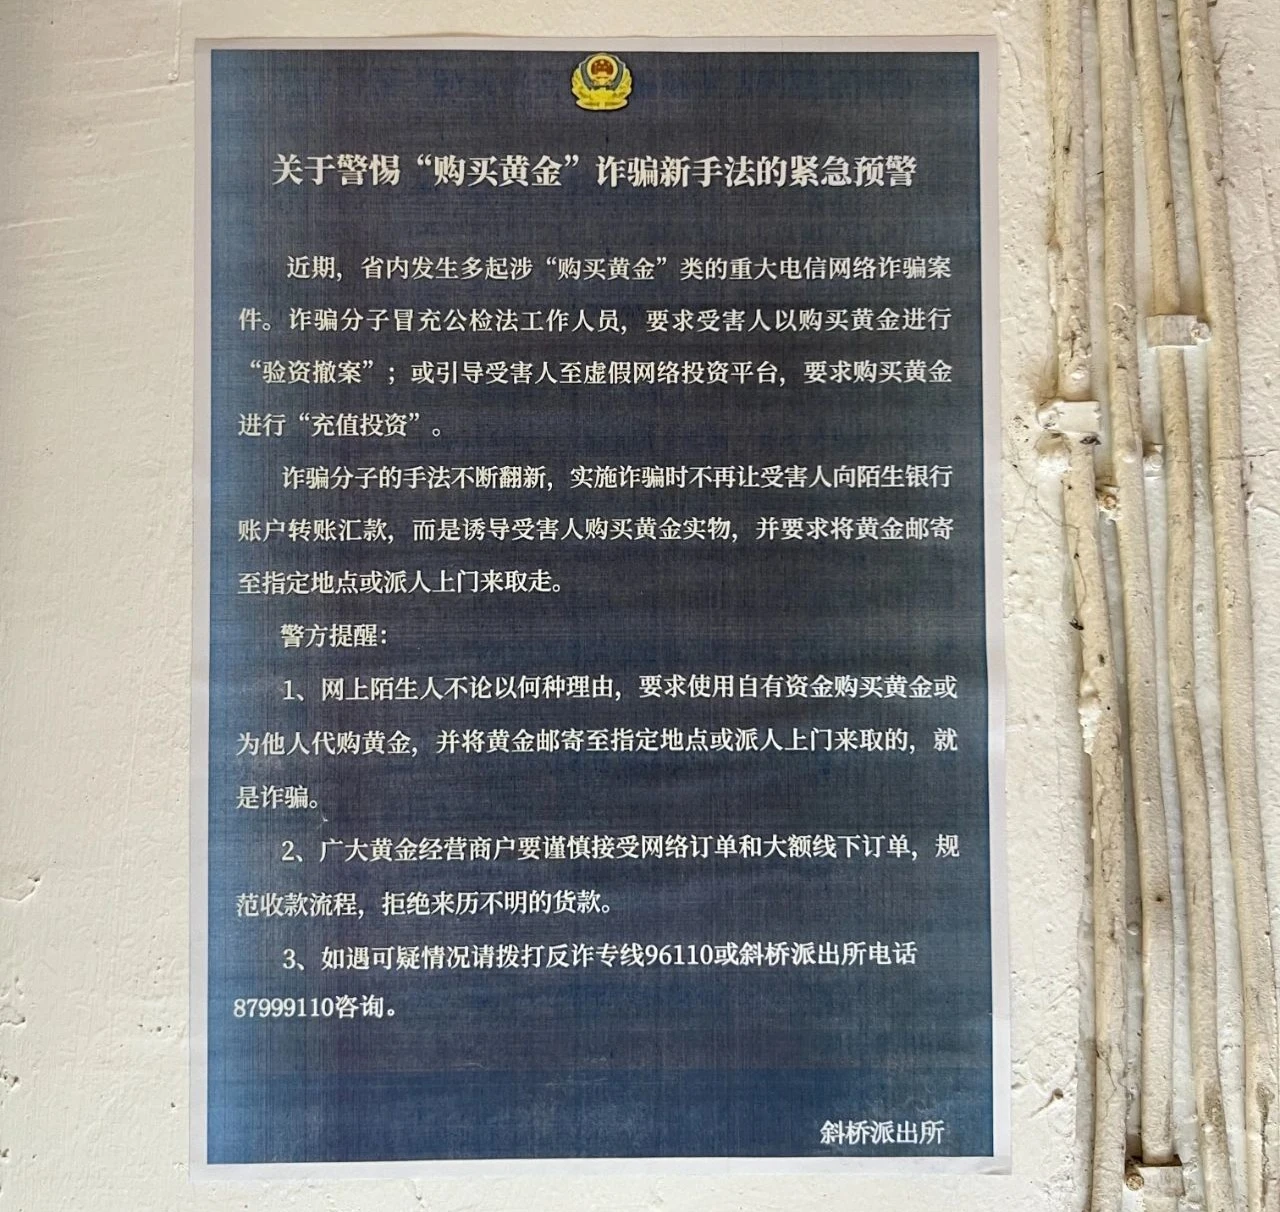 关于警惕“购买黄金”诈骗新手法的紧急预警
近期，省内发生多起涉“购买黄金”类的重大电信网络诈骗案
件。诈骗分子冒充公检法工作人员，要求受害人以购买黄金进行
“验资撤案”；或引导受害人至虚假网络投资平台，要求购买黄金
进行“充值投资”。
诈骗分子的手法不断翻新，实施诈骗时不再让受害人向陌生银行
账户转账汇款，而是诱导受害人购买黄金实物，并要求将黄金邮寄
至指定地点或派人上门来取走。
警方提醒：
1、网上陌生人不论以何种理由，要求使用自有资金购买黄金或
为他人代购黄金，并将黄金邮寄至指定地点或派人上门来取的，就
是诈骗。
2、广大黄金经营商户要谨慎接受网络订单和大额线下订单，规
范收款流程，拒绝来历不明的货款。
3、如遇可疑情况请拨打反诈专线96110或斜桥派出所电话
87999110咨询。
斜桥派出所